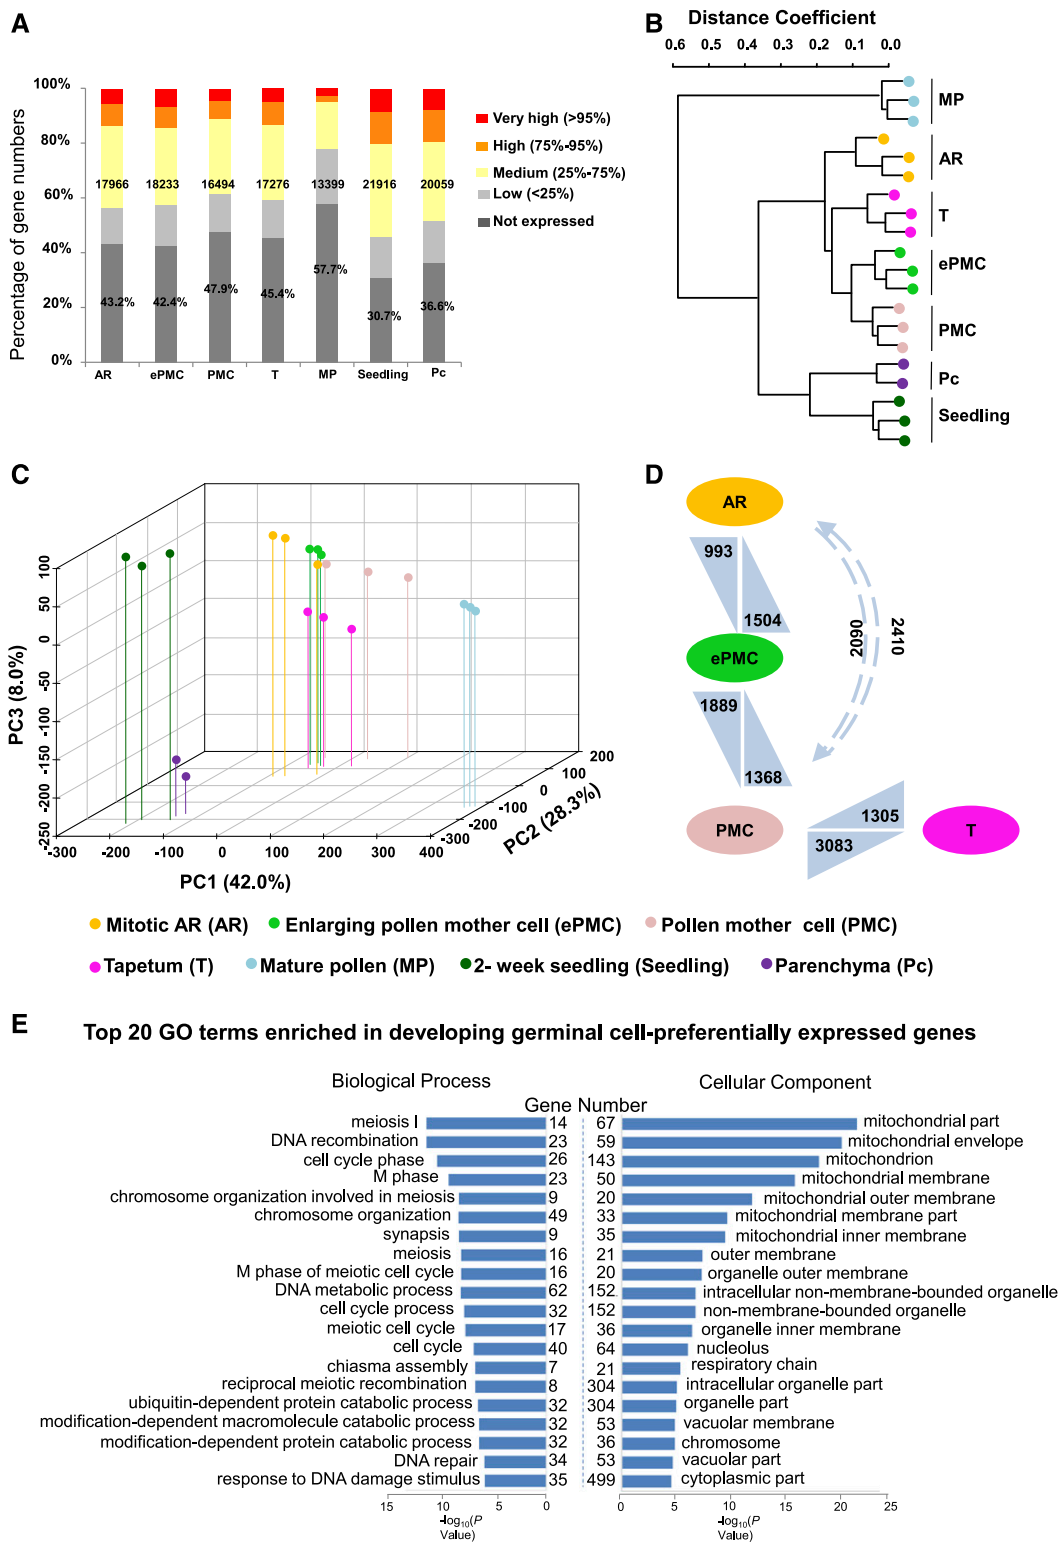 A
Percentage of gene numbers
100%
80%
60%
40%
20%
0%
17966 18233 16494 17276 13399 21916 20059
43.2% 42.4% 47.9% 45.4% 57.7% 30.7% 36.6%
AR ePMC PMC T MP Seedling Pc
Very high (>95%)
High (75%-95%)
Medium (25%-75%)
Low (<25%)
Not expressed
B
Distance Coefficient
0.6 0.5 0.4 0.3 0.2 0.1 0.0
MP
AR
T
ePMC
PMC
Pc
Seedling
C
PC3 (8.0%)
100
50
0
-50
-100
-150
-200
-250
-300 -200 -100 0 100 200 300 400
PC1 (42.0%)
-300 -200 -100 0 100 200
PC2 (28.3%)
D
AR
993
1504
ePMC
1889
1368
PMC
1305
3083
T
2090
2410
Mitotic AR (AR) Enlarging pollen mother cell (ePMC) Pollen mother cell (PMC)
Tapetum (T) Mature pollen (MP) 2- week seedling (Seedling) Parenchyma (Pc)
E
Top 20 GO terms enriched in developing germinal cell-preferentially expressed genes
Biological Process Cellular Component
Gene Number
meiosis I 14 67 mitochondrial part
DNA recombination 23 59 mitochondrial envelope
cell cycle phase 26 143 mitochondrion
M phase 23 50 mitochondrial membrane
chromosome organization involved in meiosis 9 20 mitochondrial outer membrane
chromosome organization 49 33 mitochondrial membrane part
synapsis 9 35 mitochondrial inner membrane
meiosis 16 21 outer membrane
M phase of meiotic cell cycle 16 20 organelle outer membrane
DNA metabolic process 62 152 intracellular non-membrane-bounded organelle
cell cycle process 32 152 non-membrane-bounded organelle
meiotic cell cycle 17 36 organelle inner membrane
cell cycle 40 64 nucleolus
chiasma assembly 7 21 respiratory chain
reciprocal meiotic recombination 8 304 intracellular organelle part
ubiquitin-dependent protein catabolic process 32 304 organelle part
modification-dependent macromolecule catabolic process 32 53 vacuolar membrane
modification-dependent protein catabolic process 32 36 chromosome
DNA repair 34 53 vacuolar part
response to DNA damage stimulus 35 499 cytoplasmic part
15 10 5 0 0 5 10 15 20 25
-log10(P -log10(P
Value) Value)